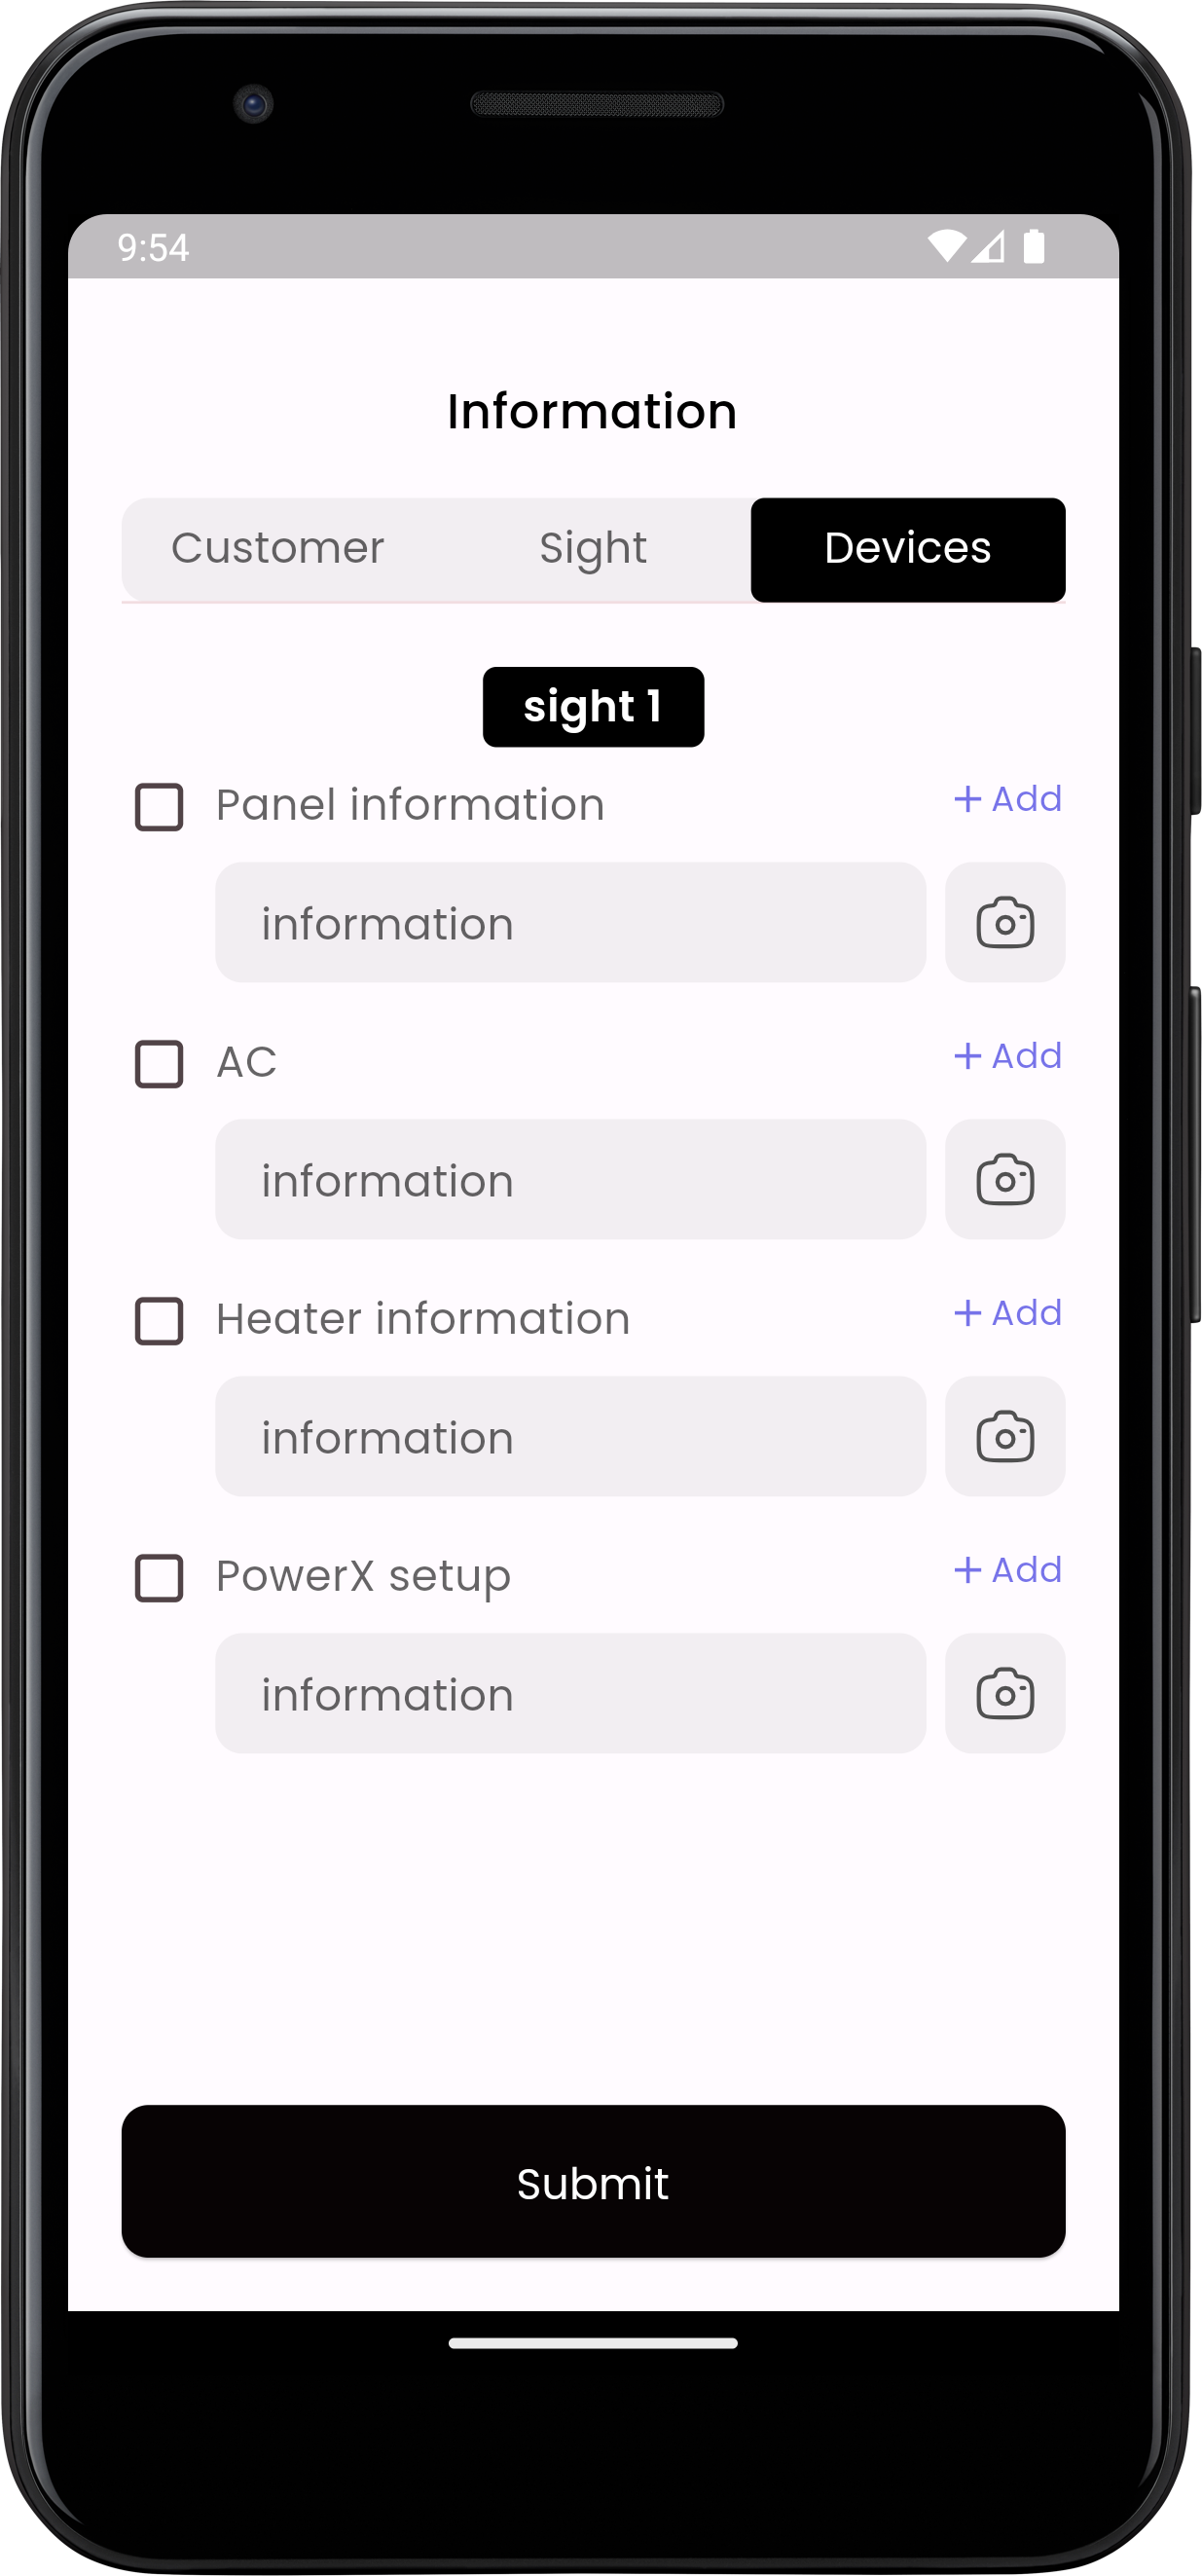 9:54
Information
Customer Sight Devices
sight 1
Panel information + Add
information
AC + Add
information
Heater information + Add
information
PowerX setup + Add
information
Submit